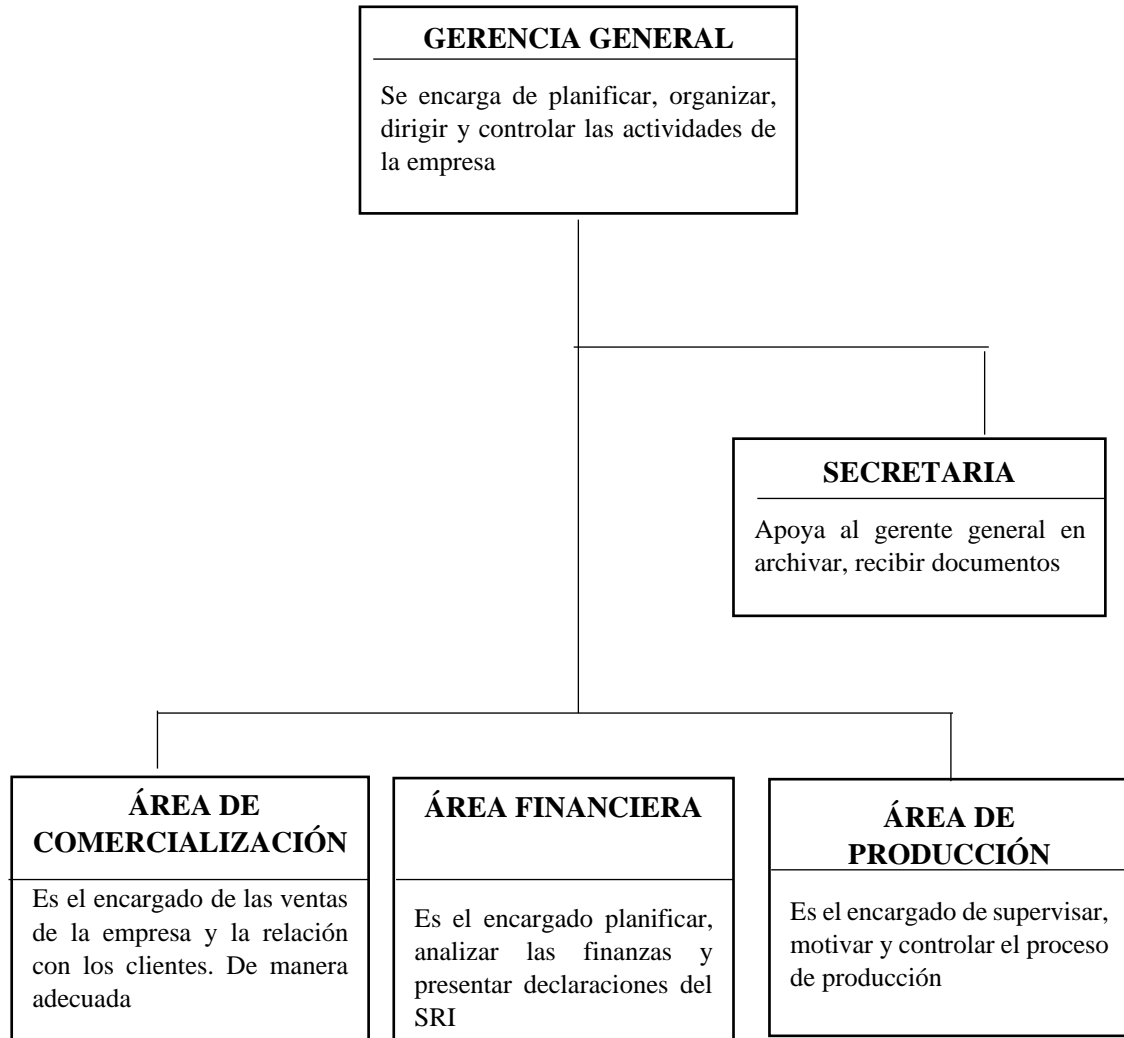 GERENCIA GENERAL
Se encarga de planificar, organizar,
dirigir y controlar las actividades de
la empresa
SECRETARIA
Apoya al gerente general en
archivar, recibir documentos
ÁREA DE
COMERCIALIZACIÓN
Es el encargado de las ventas
de la empresa y la relación
con los clientes. De manera
adecuada
ÁREA FINANCIERA
Es el encargado planificar,
analizar las finanzas y
presentar declaraciones del
SRI
ÁREA DE
PRODUCCIÓN
Es el encargado de supervisar,
motivar y controlar el proceso
de producción